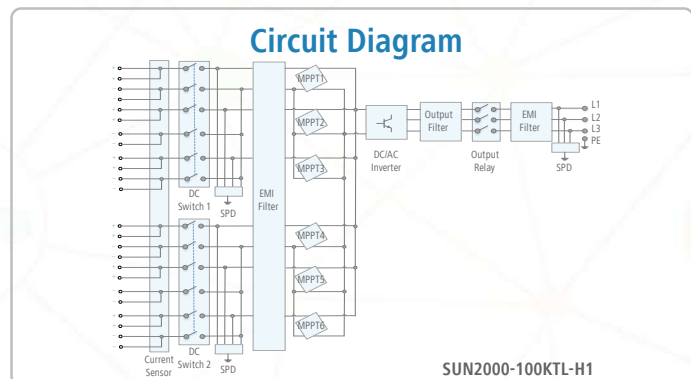 Circuit Diagram
MPPT1
MPPT2
MPPT3
MPPT4
MPPT5
MPPT6
DC
Switch 1
SPD
EMI
Filter
Current
Sensor
DC
Switch 2
SPD
DC/AC
Inverter
Output
Filter
Output
Relay
EMI
Filter
L1
L2
L3
PE
SPD
SUN2000-100KTL-H1